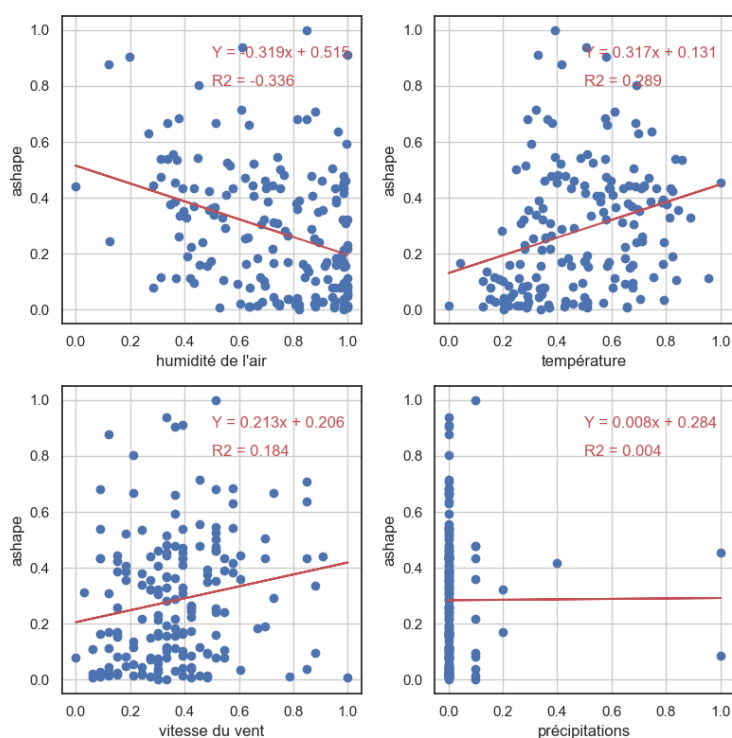 1.0
0.8
0.6
0.4
0.2
0.0
ashape
Y = -0.319x + 0.515
R2 = -0.336
0.0 0.2 0.4 0.6 0.8 1.0
humidité de l'air
1.0
0.8
0.6
0.4
0.2
0.0
ashape
Y = 0.317x + 0.131
R2 = 0.289
0.0 0.2 0.4 0.6 0.8 1.0
température
1.0
0.8
0.6
0.4
0.2
0.0
ashape
Y = 0.213x + 0.206
R2 = 0.184
0.0 0.2 0.4 0.6 0.8 1.0
vitesse du vent
1.0
0.8
0.6
0.4
0.2
0.0
ashape
Y = 0.008x + 0.284
R2 = 0.004
0.0 0.2 0.4 0.6 0.8 1.0
précipitations